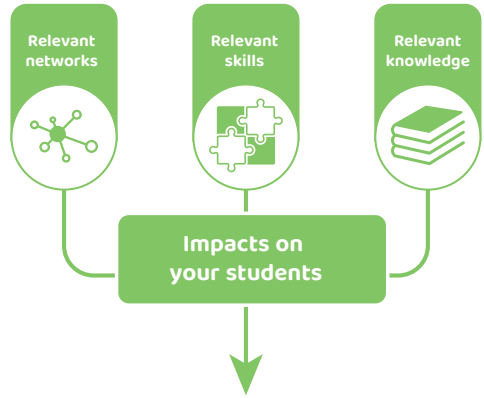 Relevant
networks
Relevant
skills
Relevant
knowledge
Impacts on
your students